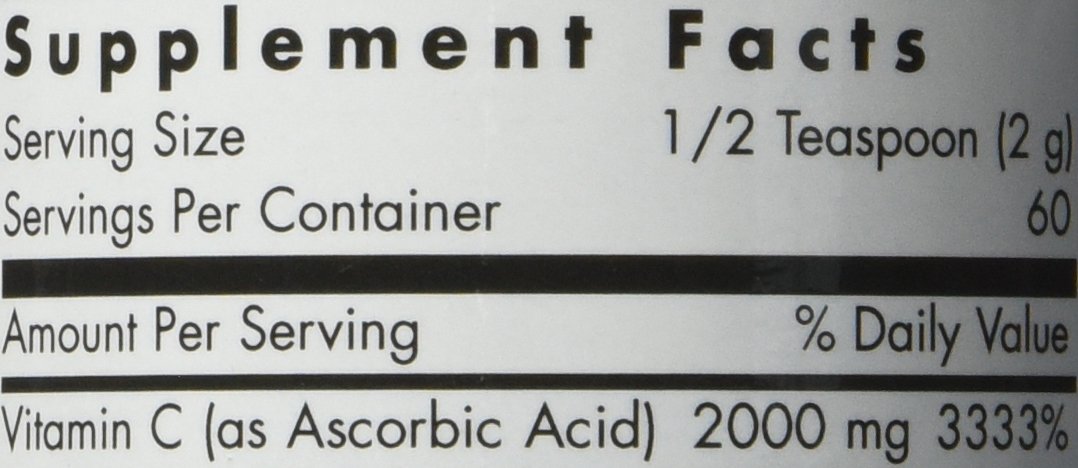 Supplement Facts
Serving Size 1/2 Teaspoon (2 g)
Servings Per Container 60
Amount Per Serving % Daily Value
Vitamin C (as Ascorbic Acid) 2000 mg 3333%